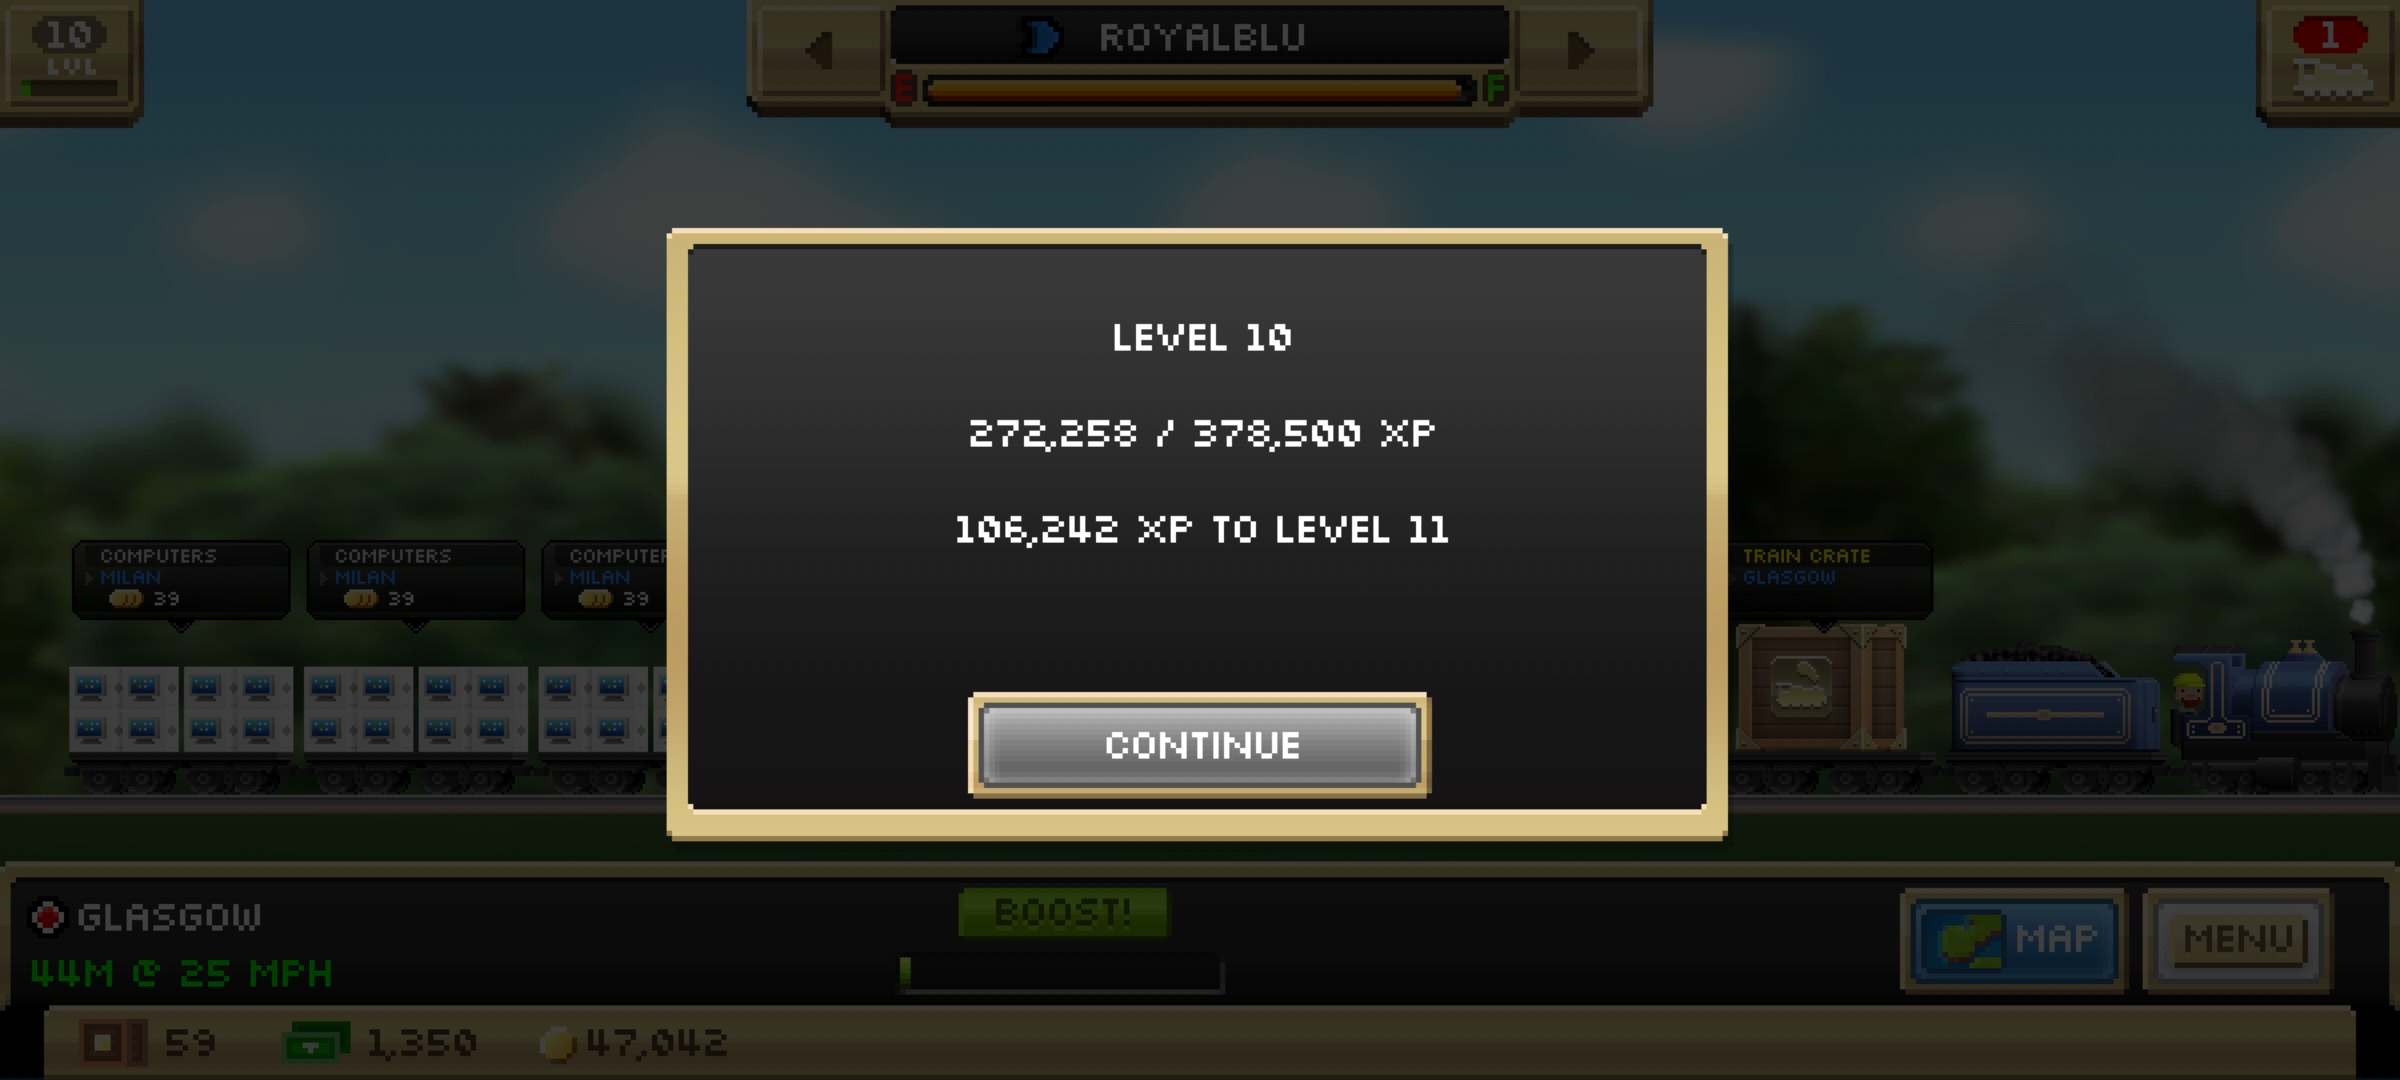 10
LVL
ROYALBLU
E F
1
LEVEL 10
272,258 / 378,500 XP
106,242 XP TO LEVEL 11
CONTINUE
COMPUTERS
MILAN
39
COMPUTERS
MILAN
39
COMPUTER
MILAN
39
TRAIN CRATE
GLASGOW
GLASGOW
44M @ 25 MPH
BOOST!
MAP
MENU
59 1,350 47,042